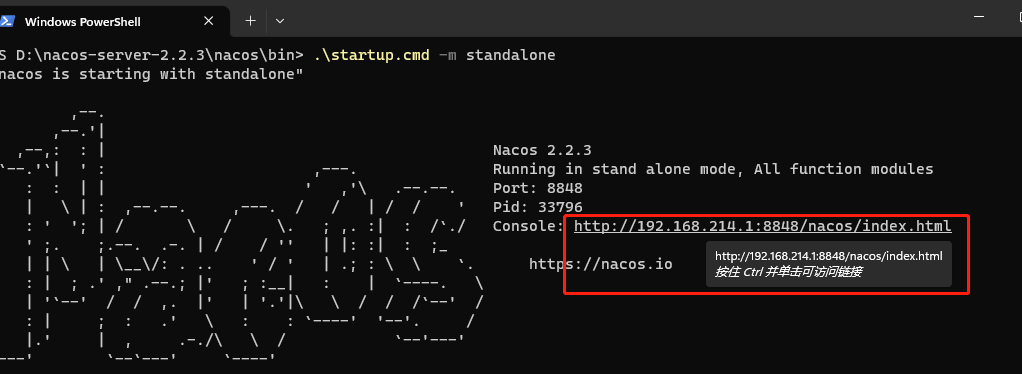 Windows PowerShell
S D:\nacos-server-2.2.3\nacos\bin> .\startup.cmd -m standalone
nacos is starting with standalone"
Nacos 2.2.3
Running in stand alone mode, All function modules
Port: 8848
Pid: 33796
Console: http://192.168.214.1:8848/nacos/index.html
http://192.168.214.1:8848/nacos/index.html
https://nacos.io
按住 Ctrl 并单击可访问链接